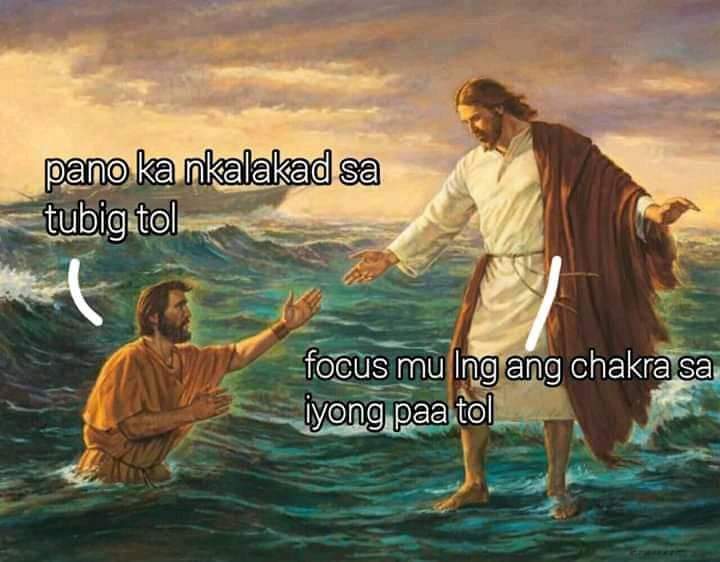 pano ka nkalakad sa
tubig tol
focus mu lng ang chakra sa
iyong paa tol